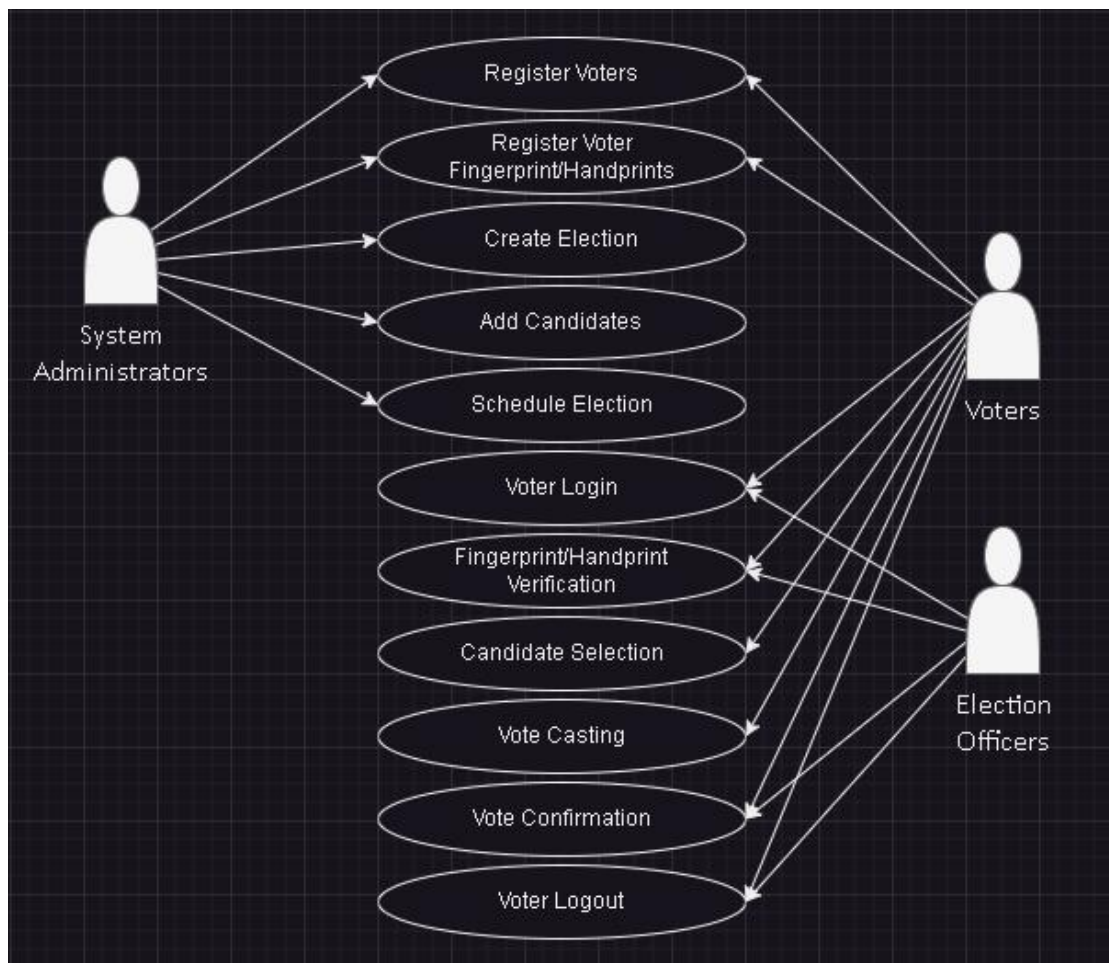 Register Voters
Register Voter
Fingerprint/Handprints
Create Election
Add Candidates
System
Administrators
Schedule Election
Voters
Voter Login
Fingerprint/Handprint
Verification
Candidate Selection
Election
Officers
Vote Casting
Vote Confirmation
Voter Logout